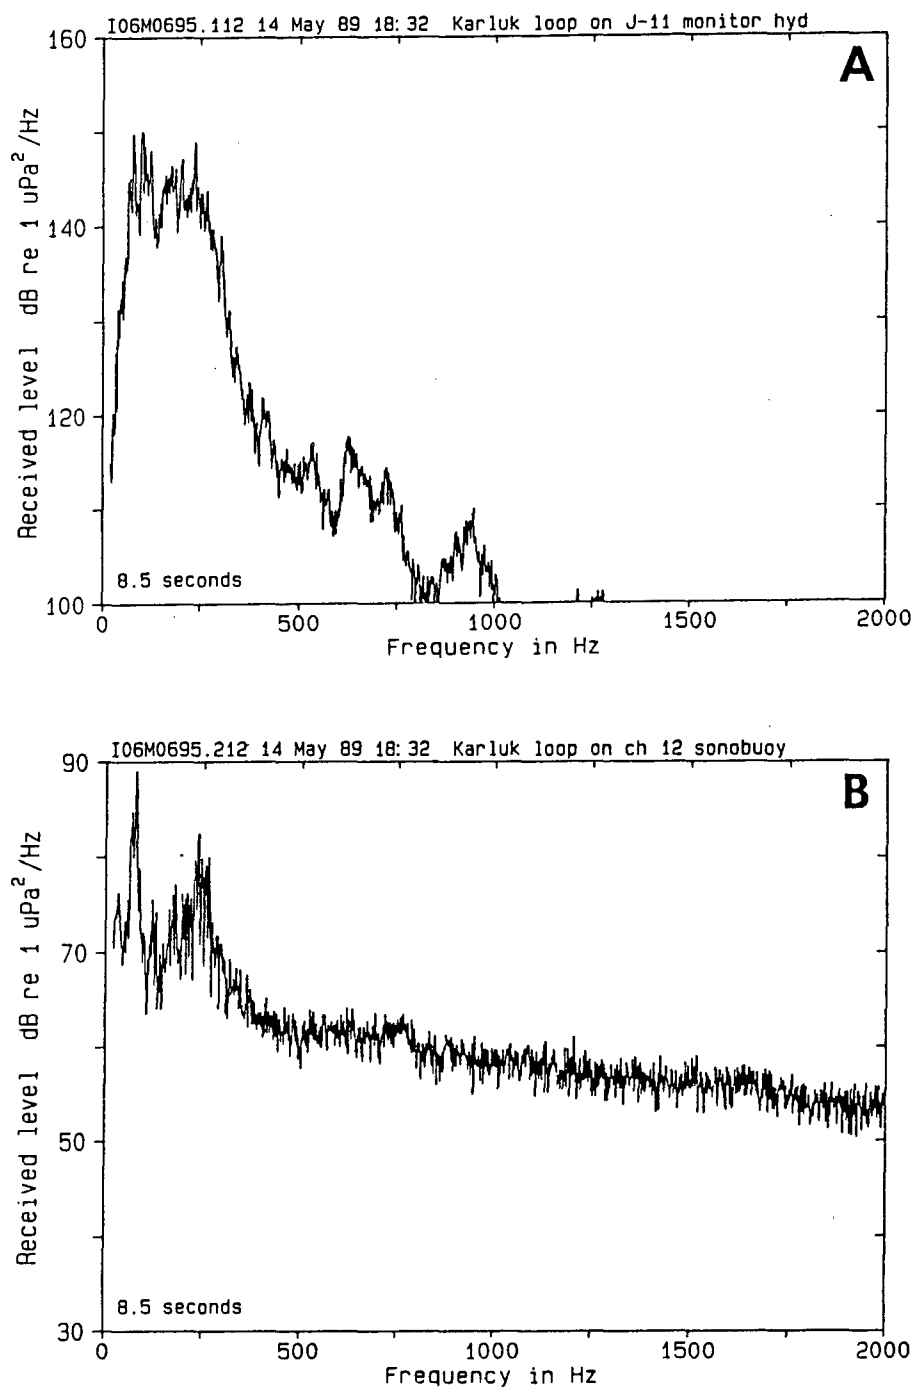 I06M0695.112 14 May 89 18:32 Karluk loop on J-11 monitor hyd
A
160
140
120
100
Received level dB re 1 uPa²/Hz
8.5 seconds
0 500 1000 1500 2000
Frequency in Hz
I06M0695.212 14 May 89 18:32 Karluk loop on ch 12 sonobuoy
B
90
70
50
30
Received level dB re 1 uPa²/Hz
8.5 seconds
0 500 1000 1500 2000
Frequency in Hz